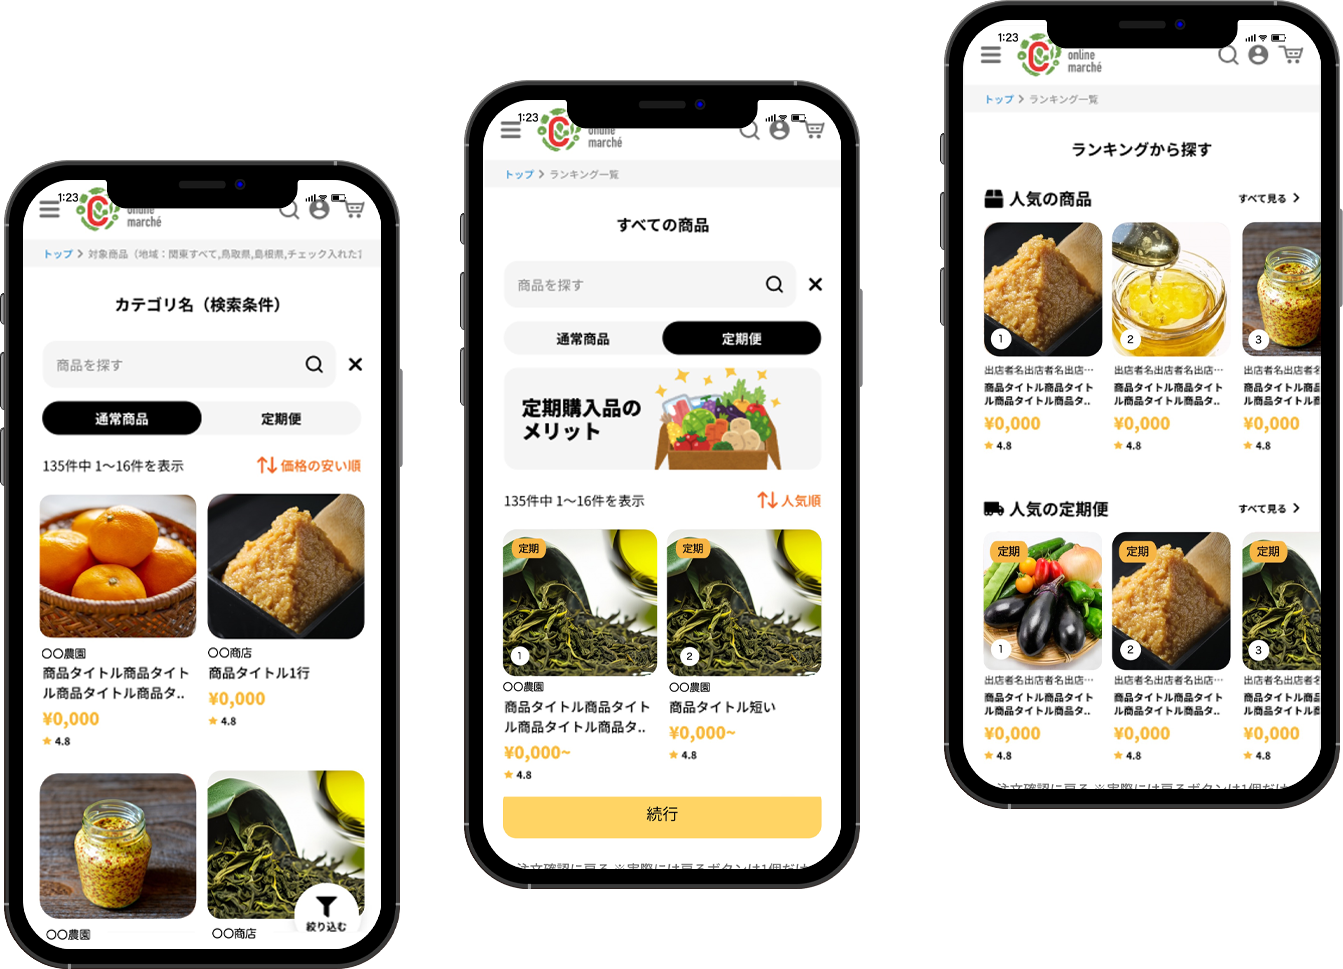 1:23
online
marché
トップ > 対象商品（地域：関東すべて,鳥取県,島根県,チェック入れた
カテゴリ名（検索条件）
商品を探す
通常商品
定期便
135件中 1〜16件を表示
価格の安い順
〇〇農園
商品タイトル商品タイト
ル商品タイトル商品タ..
¥0,000
4.8
〇〇商店
商品タイトル1行
¥0,000
4.8
〇〇農園
〇〇商店
絞り込む
1:23
online
marché
トップ > ランキング一覧
すべての商品
商品を探す
通常商品
定期便
定期購入品の
メリット
135件中 1〜16件を表示
人気順
定期
1
〇〇農園
商品タイトル商品タイト
ル商品タイトル商品タ..
¥0,000~
4.8
定期
2
〇〇農園
商品タイトル短い
¥0,000~
4.8
続行
注文確認に戻る ※実際には戻るボタンは1個だけ
1:23
online
marché
トップ > ランキング一覧
ランキングから探す
人気の商品
すべて見る
1
出店者名出店者名出店…
商品タイトル商品タイト
ル商品タイトル商品タ..
¥0,000
4.8
2
出店者名出店者名出店…
商品タイトル商品タイト
ル商品タイトル商品タ..
¥0,000
4.8
3
出店者名出店者名
商品タイトル商品
ル商品タイトル商
¥0,000
4.8
人気の定期便
すべて見る
定期
1
出店者名出店者名出店…
商品タイトル商品タイト
ル商品タイトル商品タ..
¥0,000
4.8
定期
2
出店者名出店者名出店…
商品タイトル商品タイト
ル商品タイトル商品タ..
¥0,000
4.8
定期
3
出店者名出店者名
商品タイトル商品
ル商品タイトル商
¥0,000
4.8
注文確認に戻る ※実際には戻るボタンは1個だけ